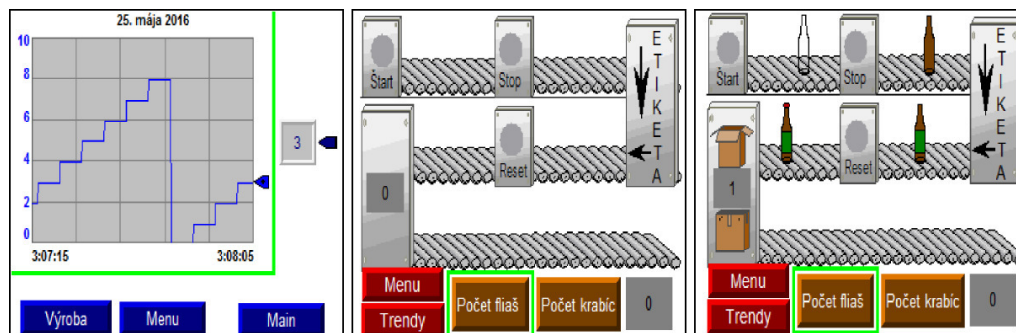 25. mája 2016
10
8
6
4
2
0
3:07:15
3:08:05
3
Výroba
Menu
Main
Štart
Stop
ETIKETA
0
Reset
Menu
Trendy
Počet fliaš
Počet krabíc
0
Štart
Stop
ETIKETA
1
Reset
Menu
Trendy
Počet fliaš
Počet krabíc
0